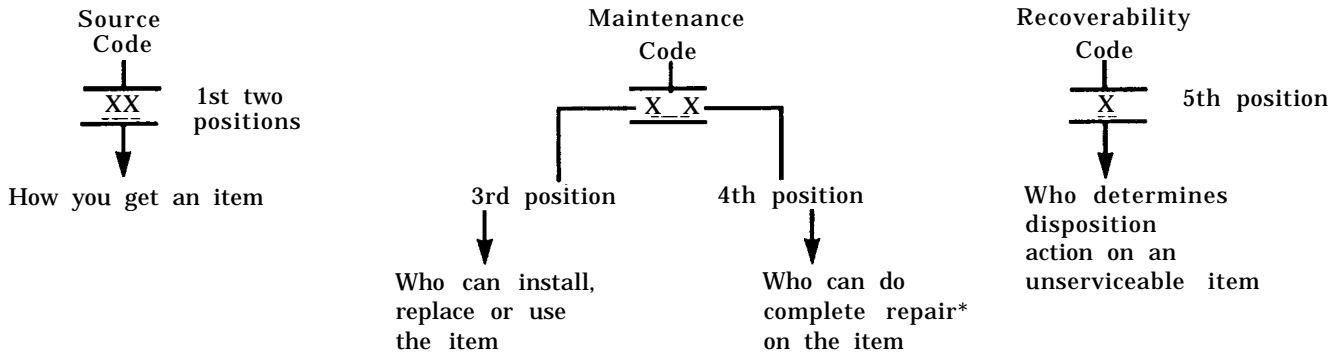 Source
Code
XX
1st two
positions
How you get an item
Maintenance
Code
X X
3rd position
4th position
Who can install,
replace or use
the item
Who can do
complete repair*
on the item
Recoverability
Code
X
5th position
Who determines
disposition
action on an
unserviceable item